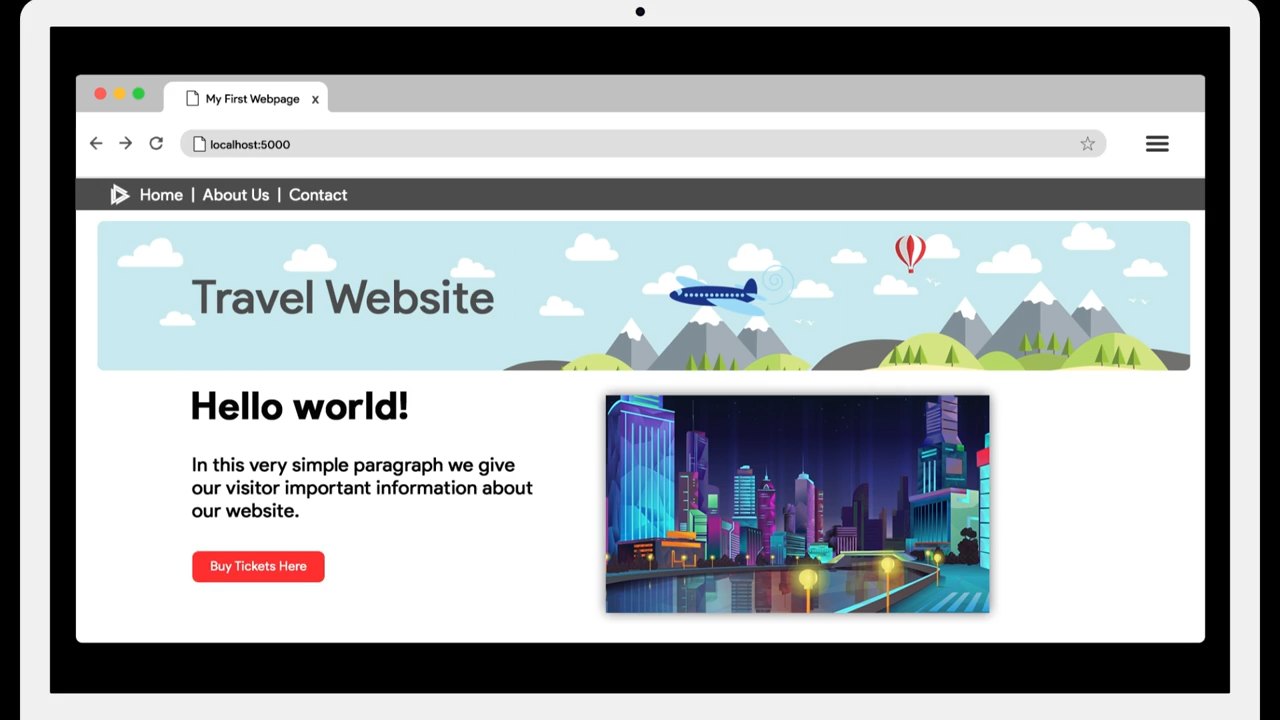 My First Webpage x
localhost:5000
Home | About Us | Contact
Travel Website
Hello world!
In this very simple paragraph we give
our visitor important information about
our website.
Buy Tickets Here